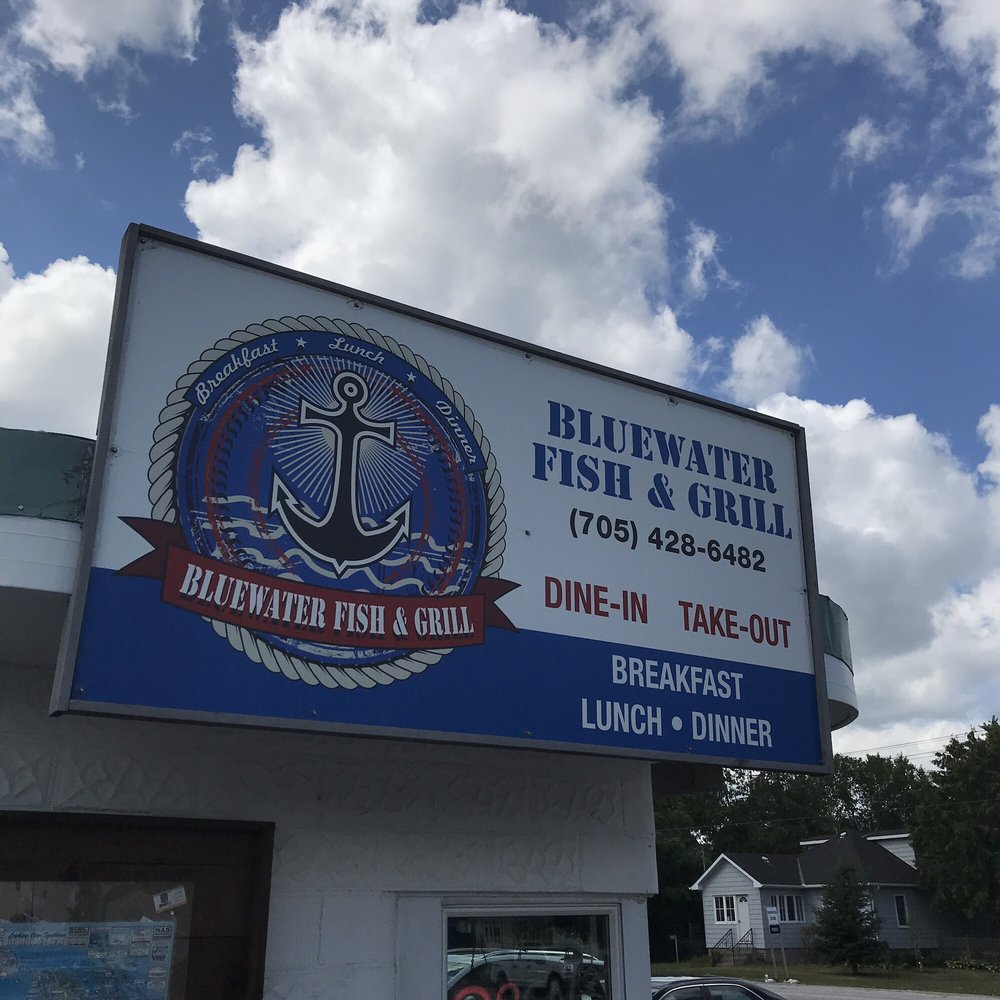 Breakfast ★ Lunch ★ Dinner
BLUEWATER FISH & GRILL
BLUEWATER
FISH & GRILL
(705) 428-6482
DINE-IN TAKE-OUT
BREAKFAST
LUNCH • DINNER